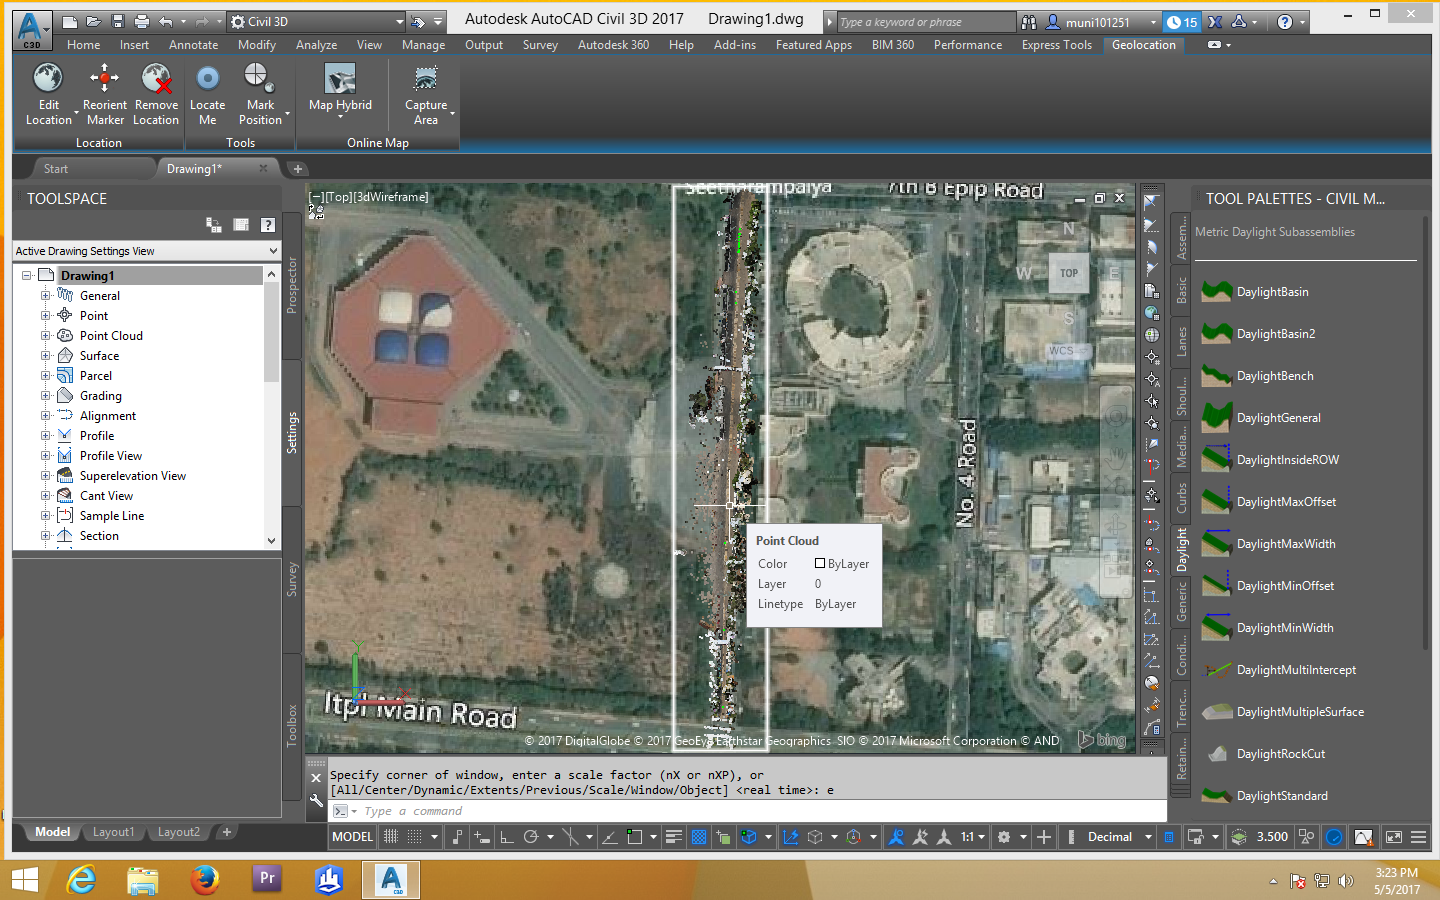 Civil 3D
Autodesk AutoCAD Civil 3D 2017 Drawing1.dwg
Type a keyword or phrase
muni101251
15
C3D
Home Insert Annotate Modify Analyze View Manage Output Survey Autodesk 360 Help Add-ins Featured Apps BIM 360 Performance Express Tools Geolocation
Edit Location
Reorient Marker
Remove Location
Locate Me
Mark Position
Map Hybrid
Capture Area
Location
Tools
Online Map
Start
Drawing1*
TOOLSPACE
Active Drawing Settings View
Drawing1
General
Point
Point Cloud
Surface
Parcel
Grading
Alignment
Profile
Profile View
Superelevation View
Cant View
Sample Line
Section
Prospector
Settings
Survey
Toolbox
[−][Top][3dWireframe]
Seetharampalya
7th B Epip Road
N
W
TOP
E
S
WCS
No. 4 Road
Point Cloud
Color ByLayer
Layer 0
Linetype ByLayer
Y
X
Itpl Main Road
© 2017 DigitalGlobe © 2017 GeoEye Earthstar Geographics SIO © 2017 Microsoft Corporation © AND
bing
TOOL PALETTES - CIVIL M...
Metric Daylight Subassemblies
DaylightBasin
DaylightBasin2
DaylightBench
DaylightGeneral
DaylightInsideROW
DaylightMaxOffset
DaylightMaxWidth
DaylightMinOffset
DaylightMinWidth
DaylightMultiIntercept
DaylightMultipleSurface
DaylightRockCut
DaylightStandard
Assem...
Basic
Lanes
Shoul...
Media...
Curbs
Daylight
Generic
Condi...
Trenc...
Retain...
Specify corner of window, enter a scale factor (nX or nXP), or
[All/Center/Dynamic/Extents/Previous/Scale/Window/Object] <real time>: e
Type a command
Model Layout1 Layout2
MODEL
1:1
Decimal
3.500
Pr
C3D
3:23 PM
5/5/2017